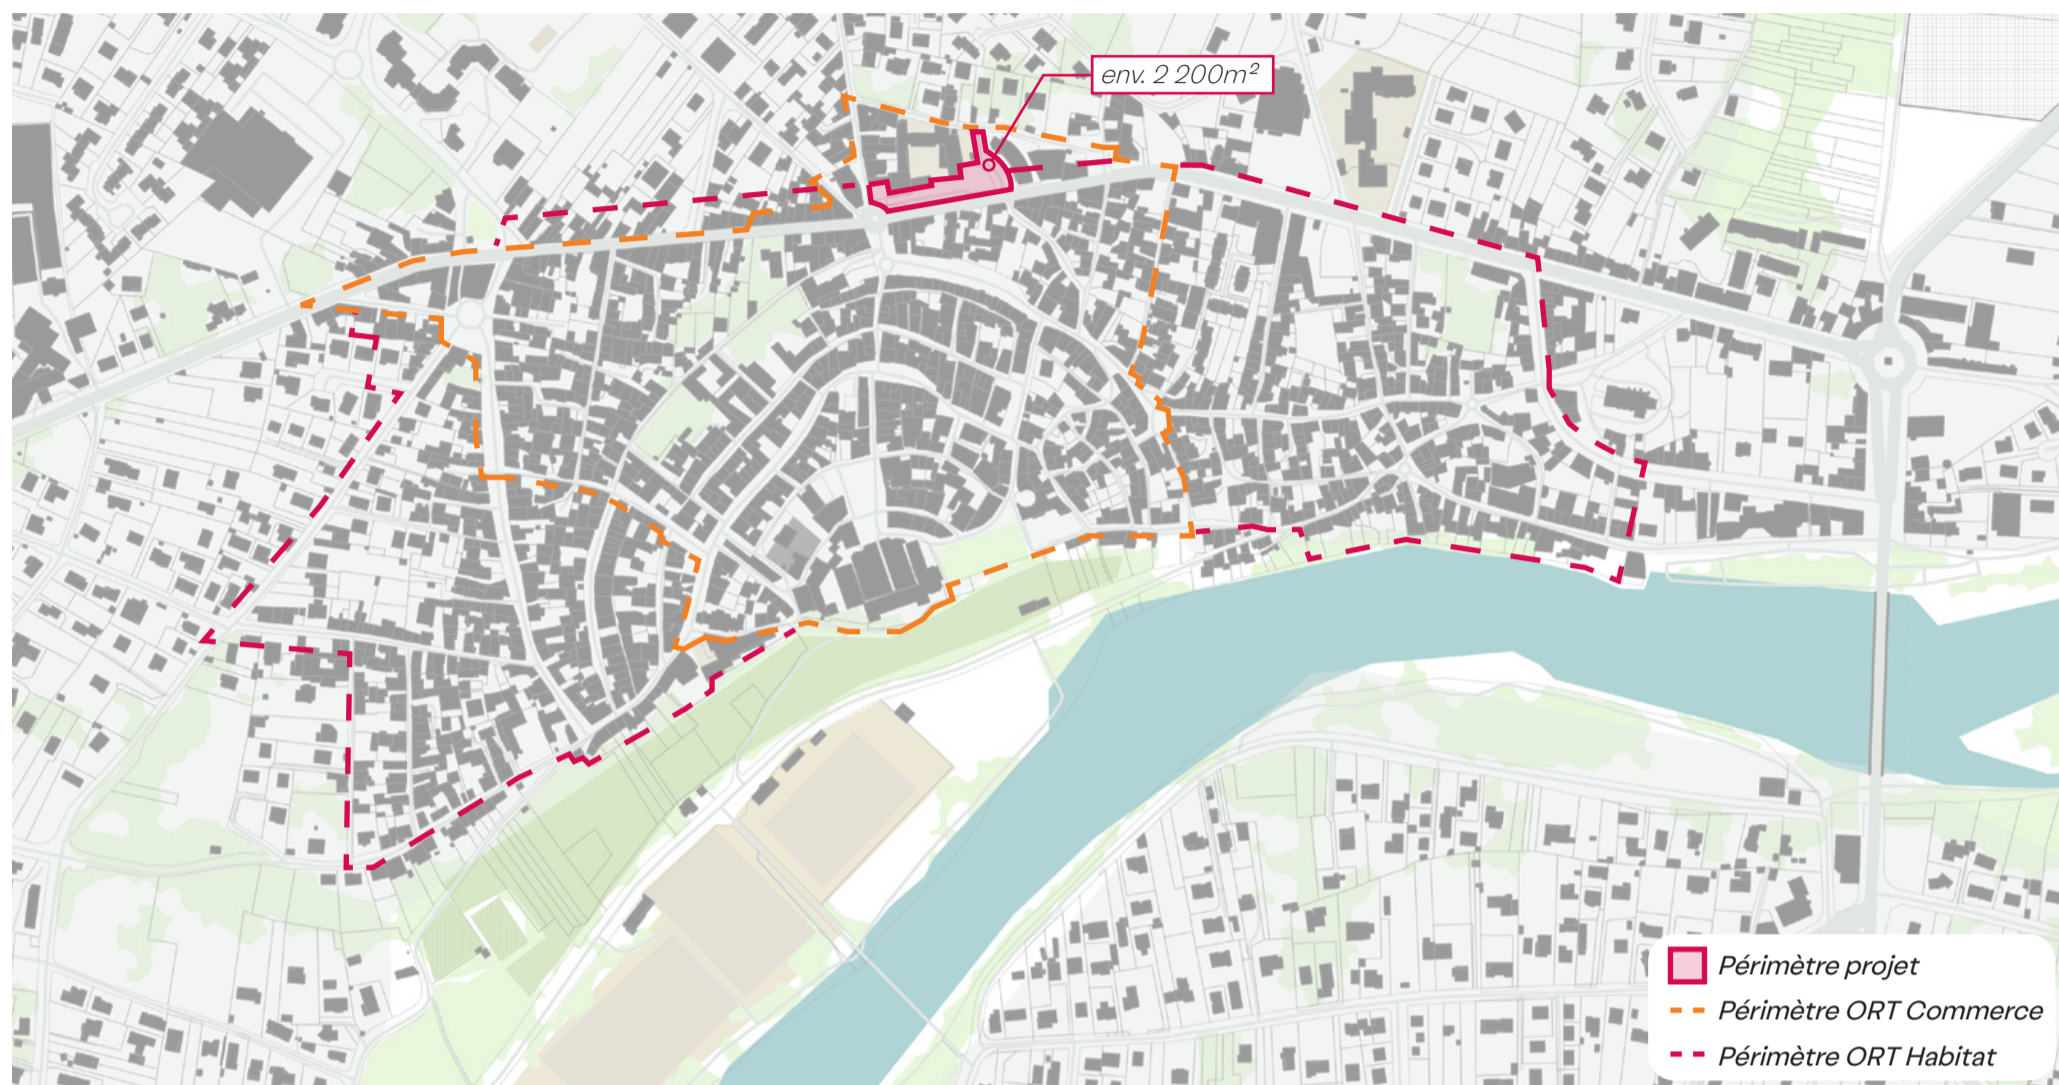 env. 2 200m²
Périmètre projet
Périmètre ORT Commerce
Périmètre ORT Habitat